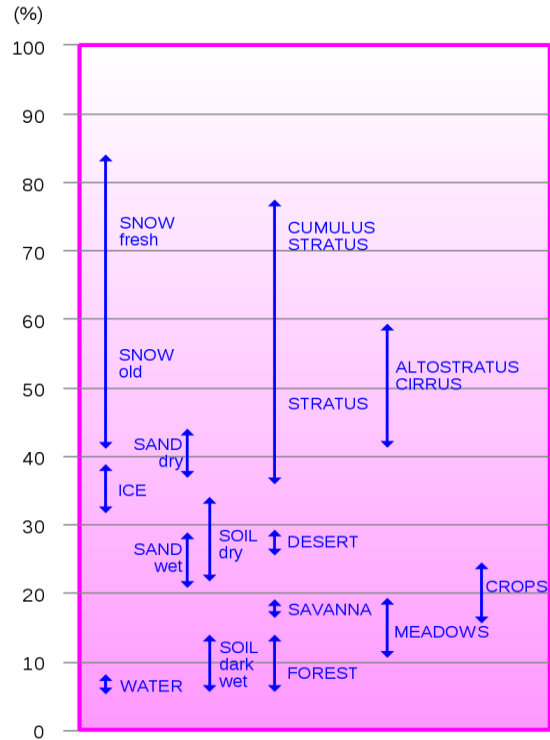 (%)
100
90
80
70
60
50
40
30
20
10
0
SNOW
fresh
SNOW
old
ICE
WATER
SAND
dry
SAND
wet
SOIL
dry
SOIL
dark
wet
CUMULUS
STRATUS
STRATUS
DESERT
SAVANNA
FOREST
ALTOSTRATUS
CIRRUS
MEADOWS
CROPS